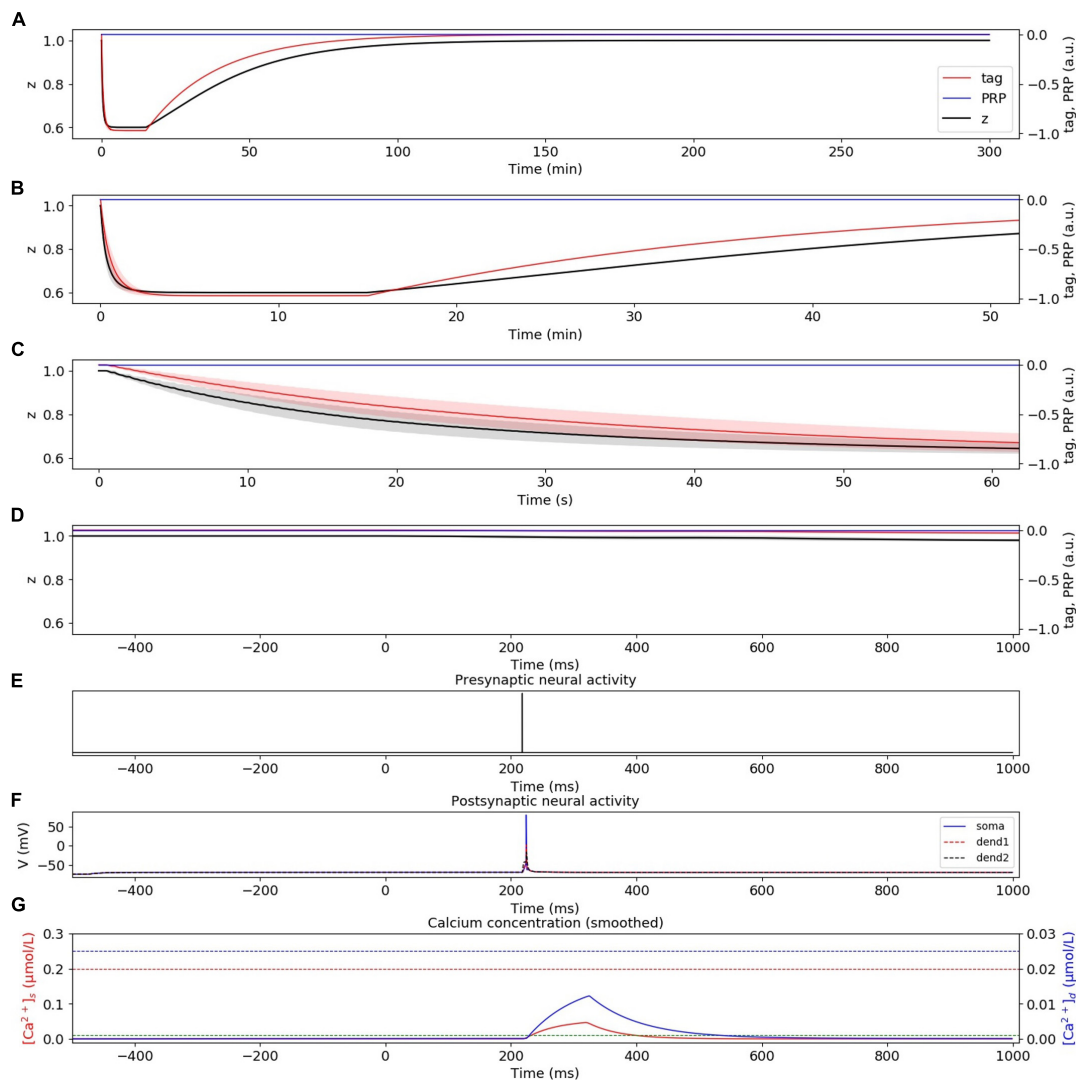 A
1.0
0.8
0.6
z
0.0
−0.5
−1.0
tag, PRP (a.u.)
tag
PRP
z
0 50 100 150 200 250 300
Time (min)
B
1.0
0.8
0.6
z
0.0
−0.5
−1.0
tag, PRP (a.u.)
0 10 20 30 40 50
Time (min)
C
1.0
0.8
0.6
z
0.0
−0.5
−1.0
tag, PRP (a.u.)
0 10 20 30 40 50 60
Time (s)
D
1.0
0.8
0.6
z
0.0
−0.5
−1.0
tag, PRP (a.u.)
−400 −200 0 200 400 600 800 1000
Time (ms)
E
Presynaptic neural activity
−400 −200 0 200 400 600 800 1000
Time (ms)
F
Postsynaptic neural activity
50
0
−50
V (mV)
soma
dend1
dend2
−400 −200 0 200 400 600 800 1000
Time (ms)
G
Calcium concentration (smoothed)
0.3
0.2
0.1
0.0
[Ca²⁺]ₛ (μmol/L)
0.03
0.02
0.01
0.00
[Ca²⁺]d (μmol/L)
−400 −200 0 200 400 600 800 1000
Time (ms)